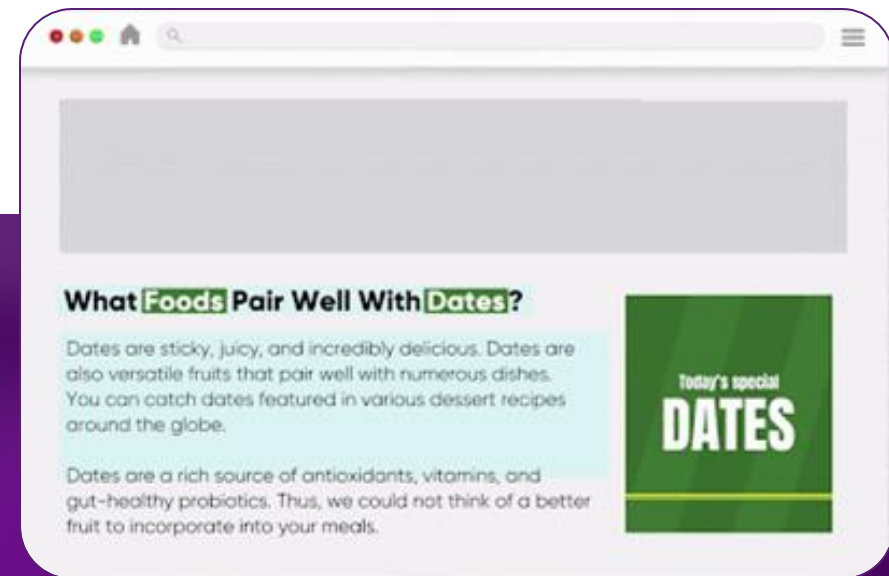 What Foods Pair Well With Dates?
Dates are sticky, juicy, and incredibly delicious. Dates are
also versatile fruits that pair well with numerous dishes.
You can catch dates featured in various dessert recipes
around the globe.
Dates are a rich source of antioxidants, vitamins, and
gut-healthy probiotics. Thus, we could not think of a better
fruit to incorporate into your meals.
Today's special
DATES